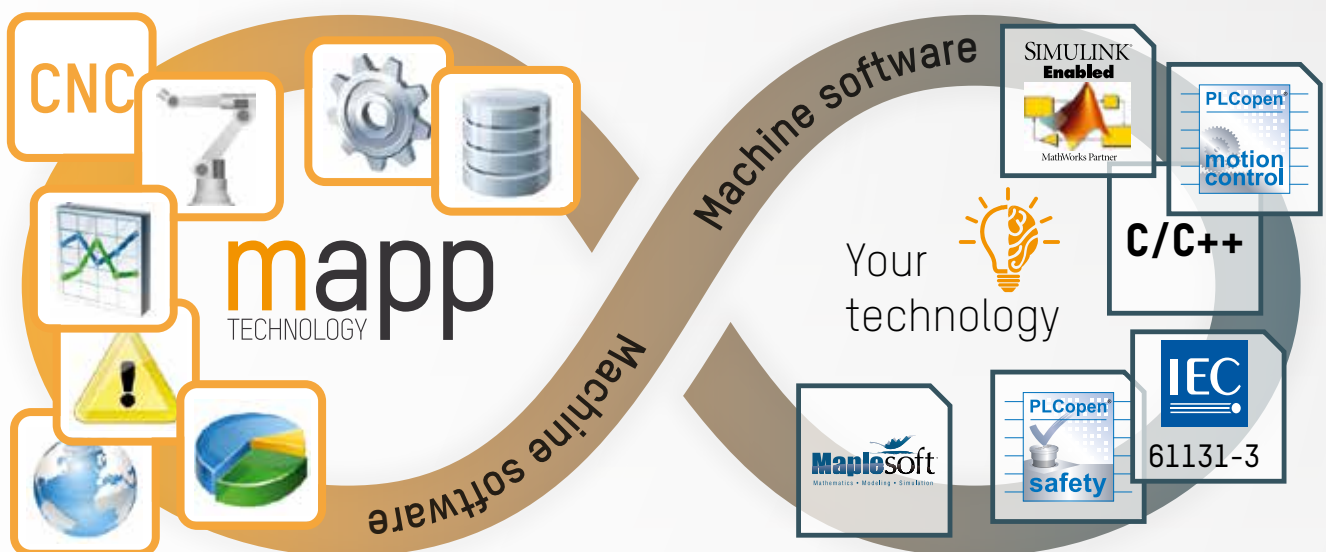 CNC
mapp
TECHNOLOGY
Machine software
Machine software
Your
technology
SIMULINK
Enabled
MathWorks Partner
PLCopen®
motion
control
C/C++
IEC
61131-3
PLCopen®
safety
Maplesoft
Mathematics • Modeling • Simulation